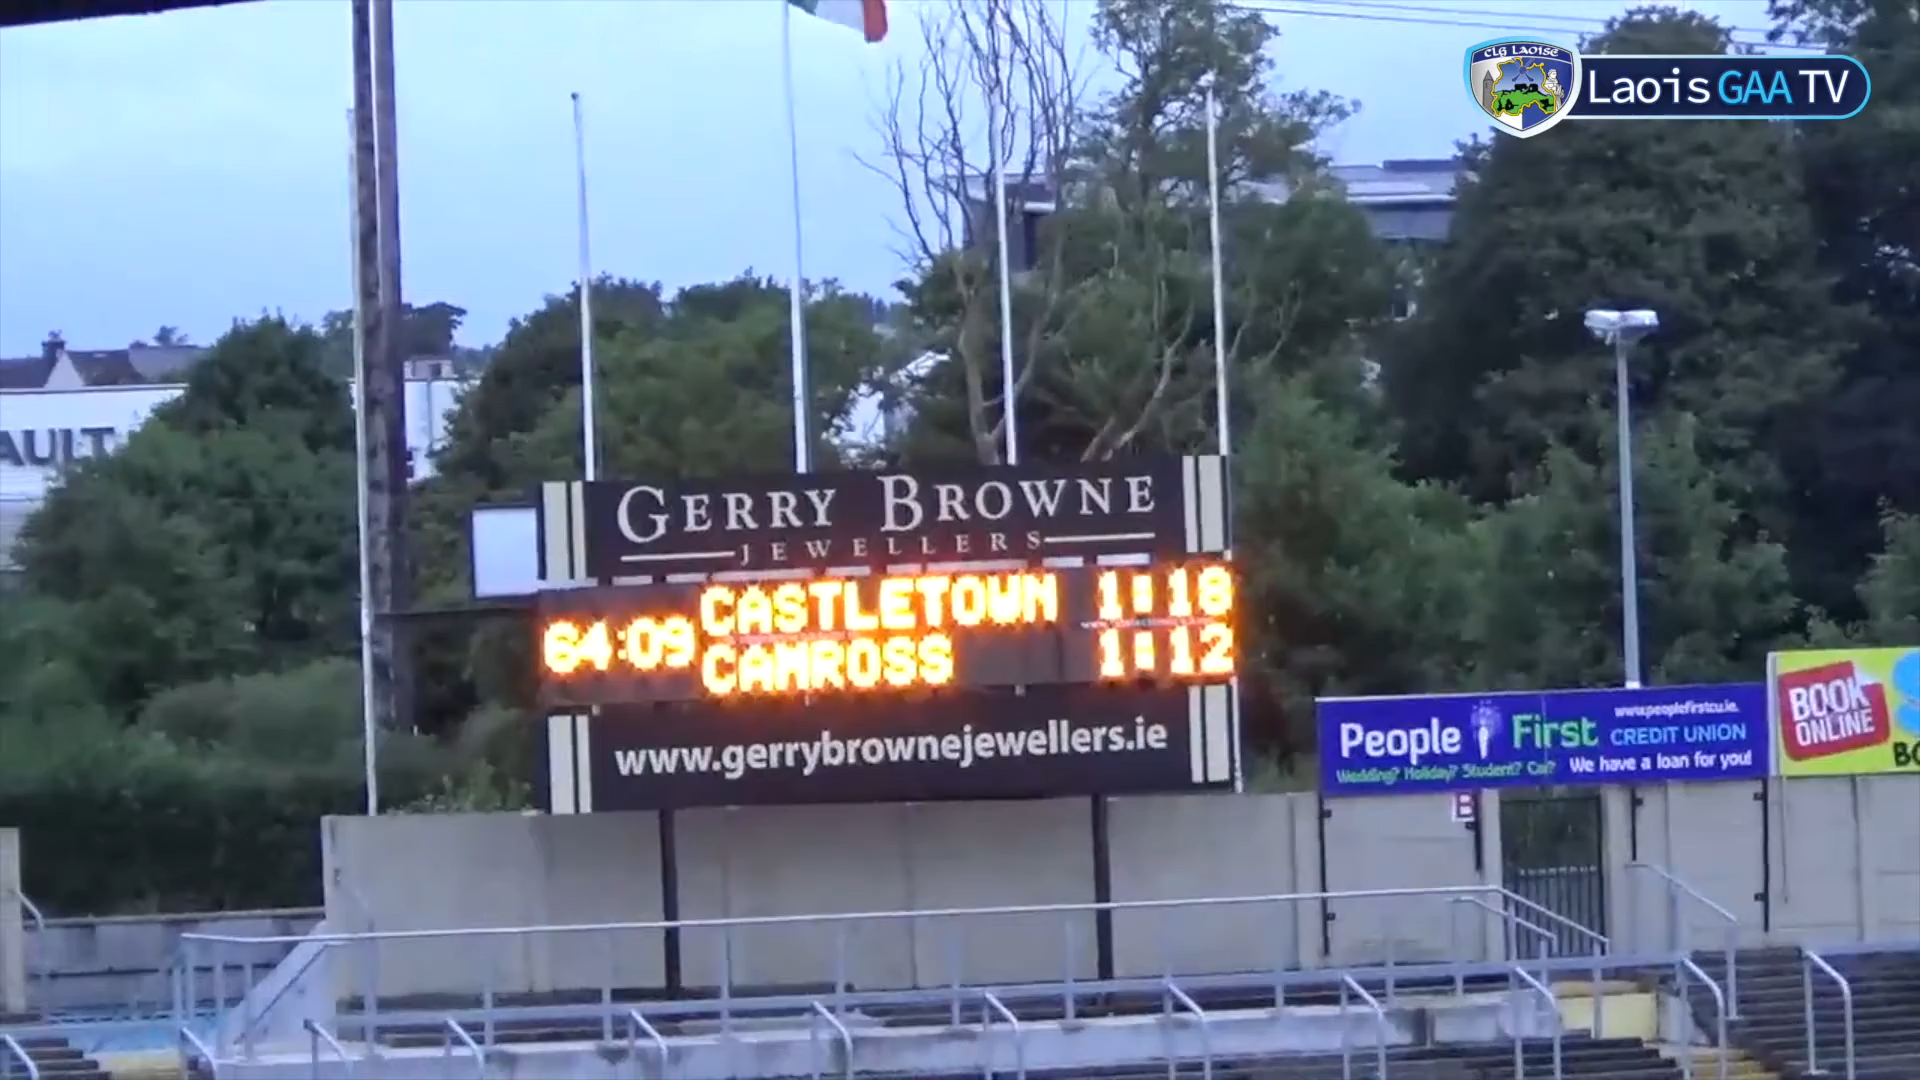 CLG LAOISE
Laois GAA TV
AULT
GERRY BROWNE
JEWELLERS
64:09
CASTLETOWN 1:18
CAMROSS 1:12
www.gerrybrownejewellers.ie
People First
www.peoplefirstcu.ie.
CREDIT UNION
Wedding? Holiday? Student? Car? We have a loan for you!
BOOK
ONLINE
B